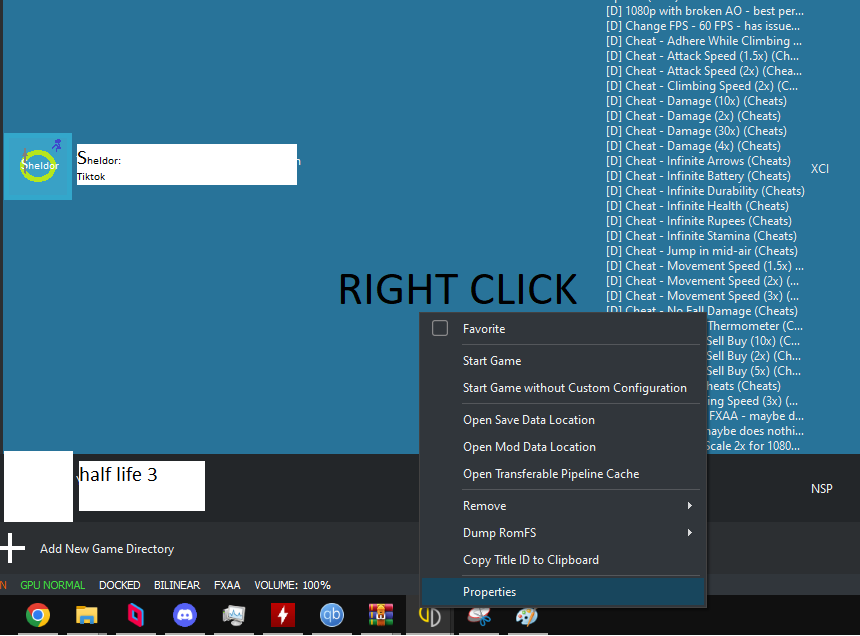 [D] 1080p with broken AO - best per...
[D] Change FPS - 60 FPS - has issue...
[D] Cheat - Adhere While Climbing ...
[D] Cheat - Attack Speed (1.5x) (Ch...
[D] Cheat - Attack Speed (2x) (Chea...
[D] Cheat - Climbing Speed (2x) (C...
[D] Cheat - Damage (10x) (Cheats)
[D] Cheat - Damage (2x) (Cheats)
[D] Cheat - Damage (30x) (Cheats)
[D] Cheat - Damage (4x) (Cheats)
[D] Cheat - Infinite Arrows (Cheats)
[D] Cheat - Infinite Battery (Cheats)
[D] Cheat - Infinite Durability (Cheats)
[D] Cheat - Infinite Health (Cheats)
[D] Cheat - Infinite Rupees (Cheats)
[D] Cheat - Infinite Stamina (Cheats)
[D] Cheat - Jump in mid-air (Cheats)
[D] Cheat - Movement Speed (1.5x) ...
[D] Cheat - Movement Speed (2x) (...
[D] Cheat - Movement Speed (3x) (...
[D] Cheat - No Fall Damage (Cheats)
Thermometer (C...
Sell Buy (10x) (C...
Sell Buy (2x) (Ch...
Sell Buy (5x) (Ch...
heats (Cheats)
ing Speed (3x) (...
FXAA - maybe d...
maybe does nothi...
Scale 2x for 1080...
XCI
Sheldor
Sheldor:
Tiktok
RIGHT CLICK
Favorite
Start Game
Start Game without Custom Configuration
Open Save Data Location
Open Mod Data Location
Open Transferable Pipeline Cache
Remove
Dump RomFS
Copy Title ID to Clipboard
Properties
half life 3
NSP
Add New Game Directory
N GPU NORMAL DOCKED BILINEAR FXAA VOLUME: 100%
qb